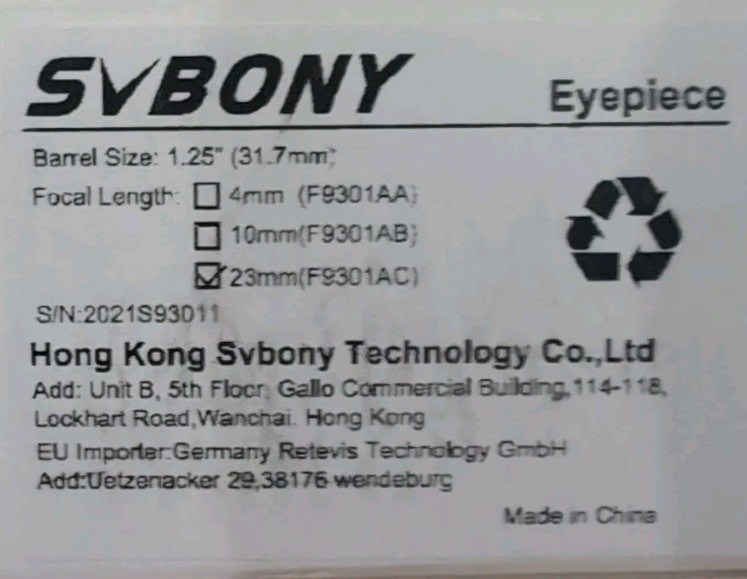 SVBONY
Eyepiece
Barrel Size: 1.25" (31.7mm)
Focal Length: ☐ 4mm (F9301AA)
☐ 10mm(F9301AB)
☑ 23mm(F9301AC)
S/N:2021S93011
Hong Kong Svbony Technology Co.,Ltd
Add: Unit B, 5th Floor, Gallo Commercial Building,114-118,
Lockhart Road,Wanchai. Hong Kong
EU Importer:Germany Retevis Technology GmbH
Add:Uetzenacker 29,38176 wendeburg
Made in China